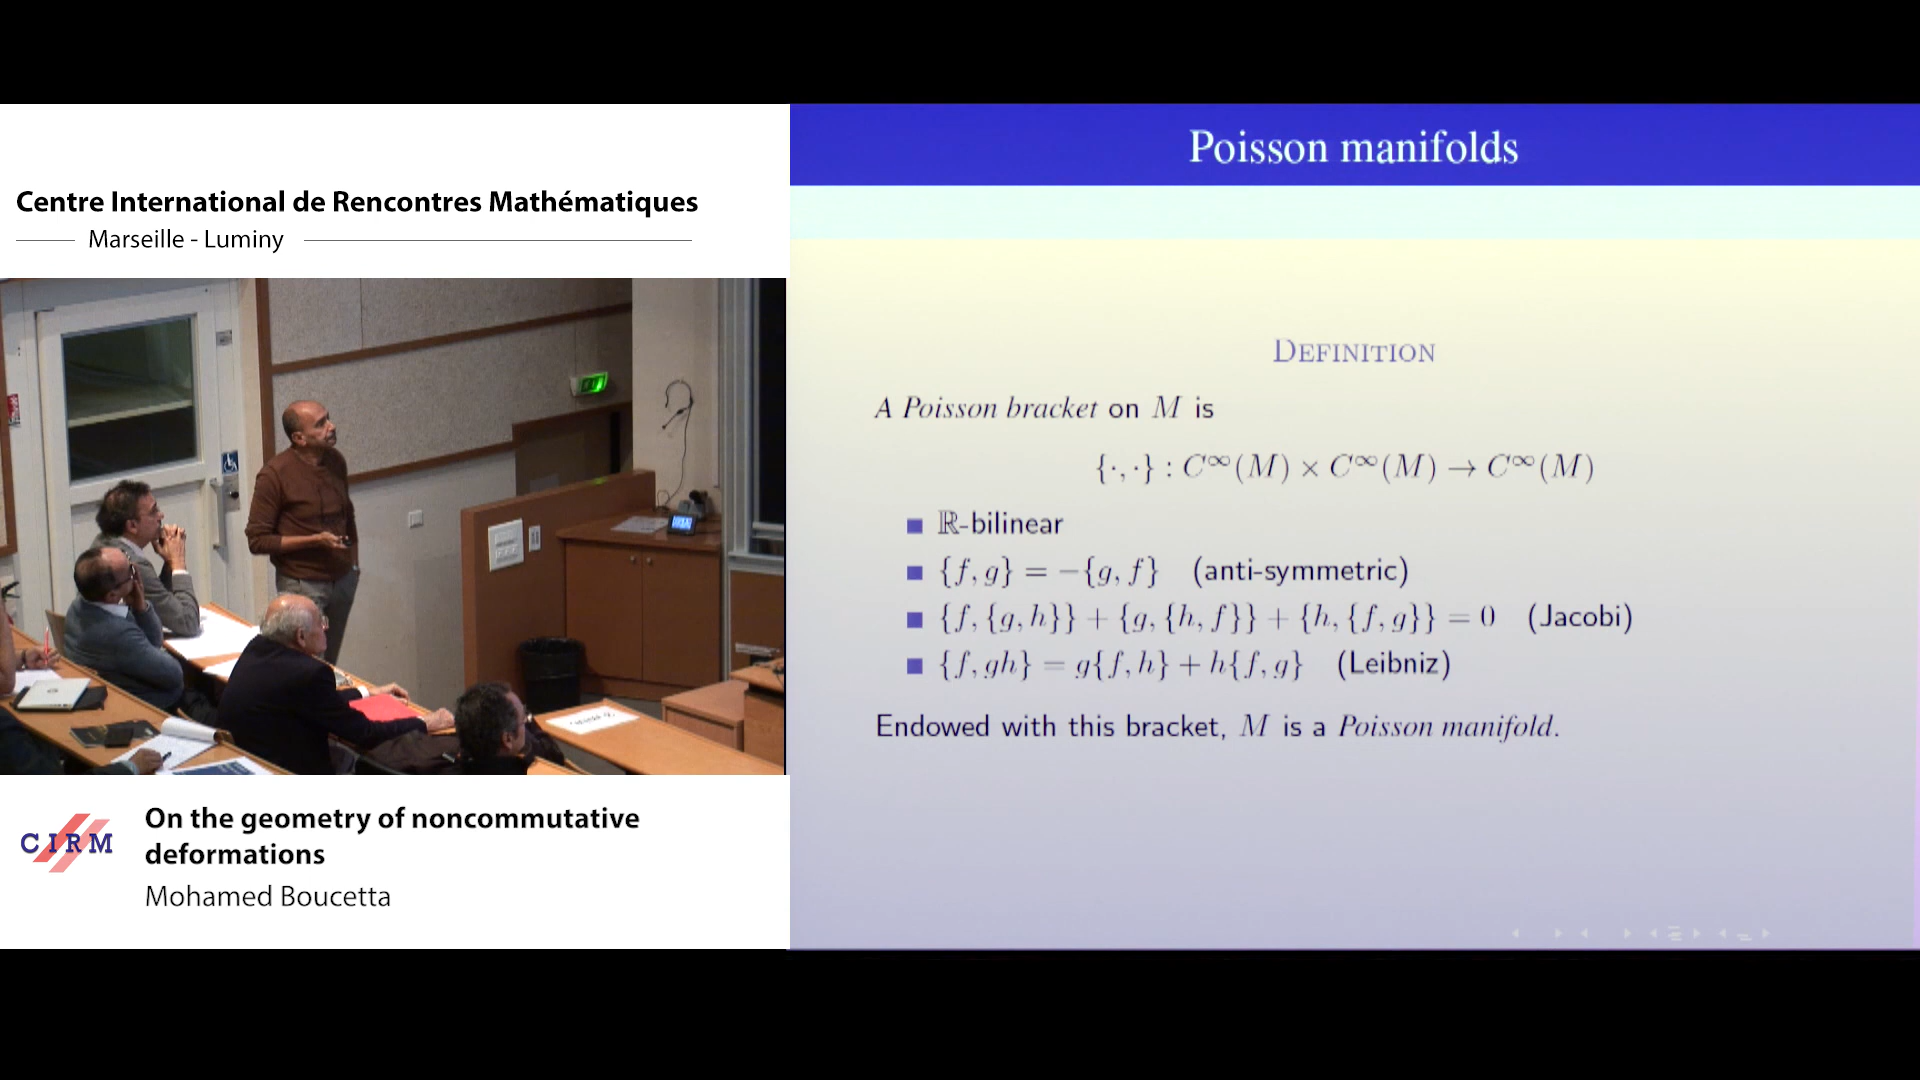 Centre International de Rencontres Mathématiques
Marseille - Luminy
CIRM
On the geometry of noncommutative
deformations
Mohamed Boucetta
Poisson manifolds
DEFINITION
A Poisson bracket on M is
{·, ·} : C^∞(M) × C^∞(M) → C^∞(M)
ℝ-bilinear
{f, g} = −{g, f} (anti-symmetric)
{f, {g, h}} + {g, {h, f}} + {h, {f, g}} = 0 (Jacobi)
{f, gh} = g{f, h} + h{f, g} (Leibniz)
Endowed with this bracket, M is a Poisson manifold.